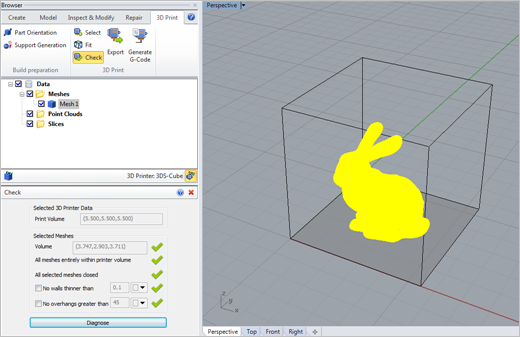 Browser
Create Model Inspect & Modify Repair 3D Print
Part Orientation
Support Generation
Select
Fit
Check
Export
Generate
G-Code
Build preparation
3D Print
Data
Meshes
Mesh1
Point Clouds
Slices
3D Printer: 3DS-Cube
Check
Selected 3D Printer Data
Print Volume (5.500,5.500,5.500)
Selected Meshes
Volume (3.747,2.903,3.711)
All meshes entirely within printer volume
All selected meshes closed
No walls thinner than 0.1
No overhangs greater than 45
Diagnose
Perspective
z
y
x
Perspective Top Front Right